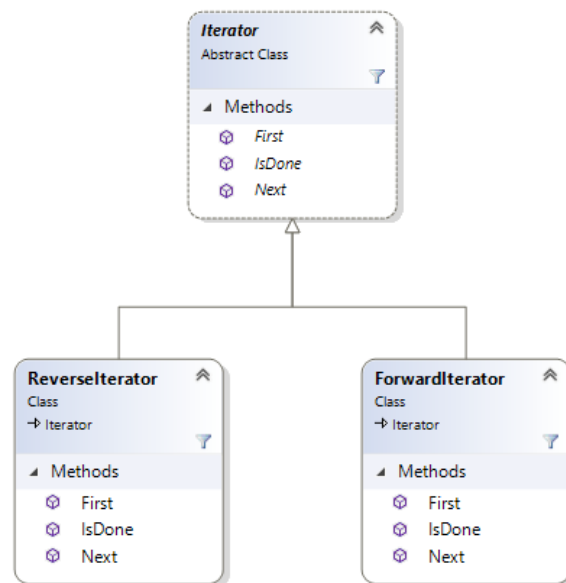 Iterator
Abstract Class
Methods
First
IsDone
Next
ReverseIterator
Class
Iterator
Methods
First
IsDone
Next
ForwardIterator
Class
Iterator
Methods
First
IsDone
Next